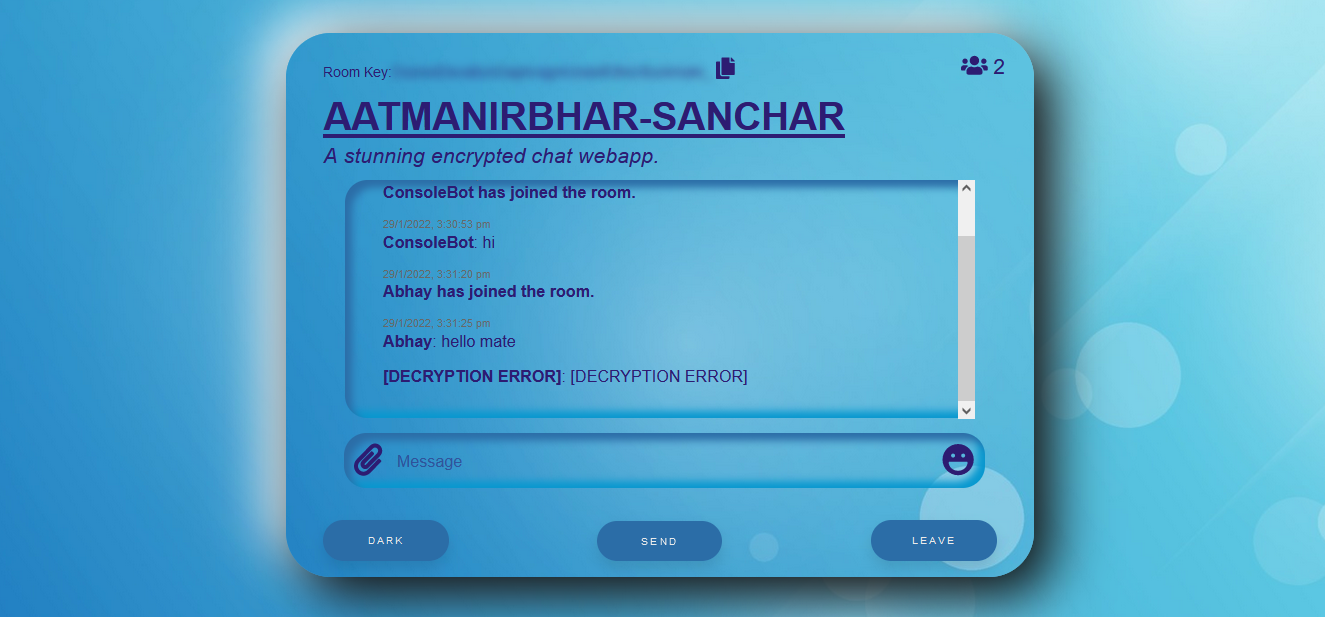 Room Key:
2
AATMANIRBHAR-SANCHAR
A stunning encrypted chat webapp.
ConsoleBot has joined the room.
29/1/2022, 3:30:53 pm
ConsoleBot: hi
29/1/2022, 3:31:20 pm
Abhay has joined the room.
29/1/2022, 3:31:25 pm
Abhay: hello mate
[DECRYPTION ERROR]: [DECRYPTION ERROR]
Message
DARK
SEND
LEAVE